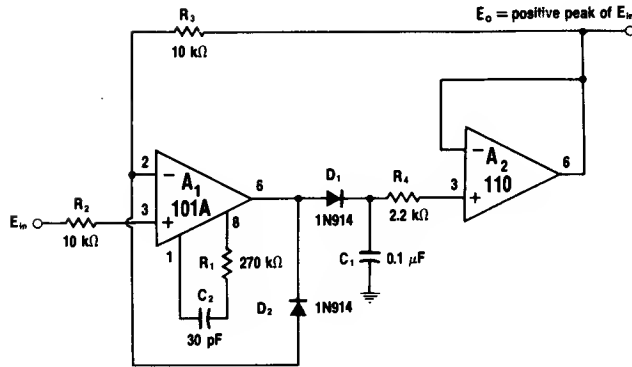 R3
10 kΩ
Eo = positive peak of Ein
2
−
A1
101A
6
3
+
8
1
Ein
R2
10 kΩ
R1
270 kΩ
C2
30 pF
D1
1N914
R4
2.2 kΩ
C1
0.1 μF
D2
1N914
−
A2
110
6
3
+